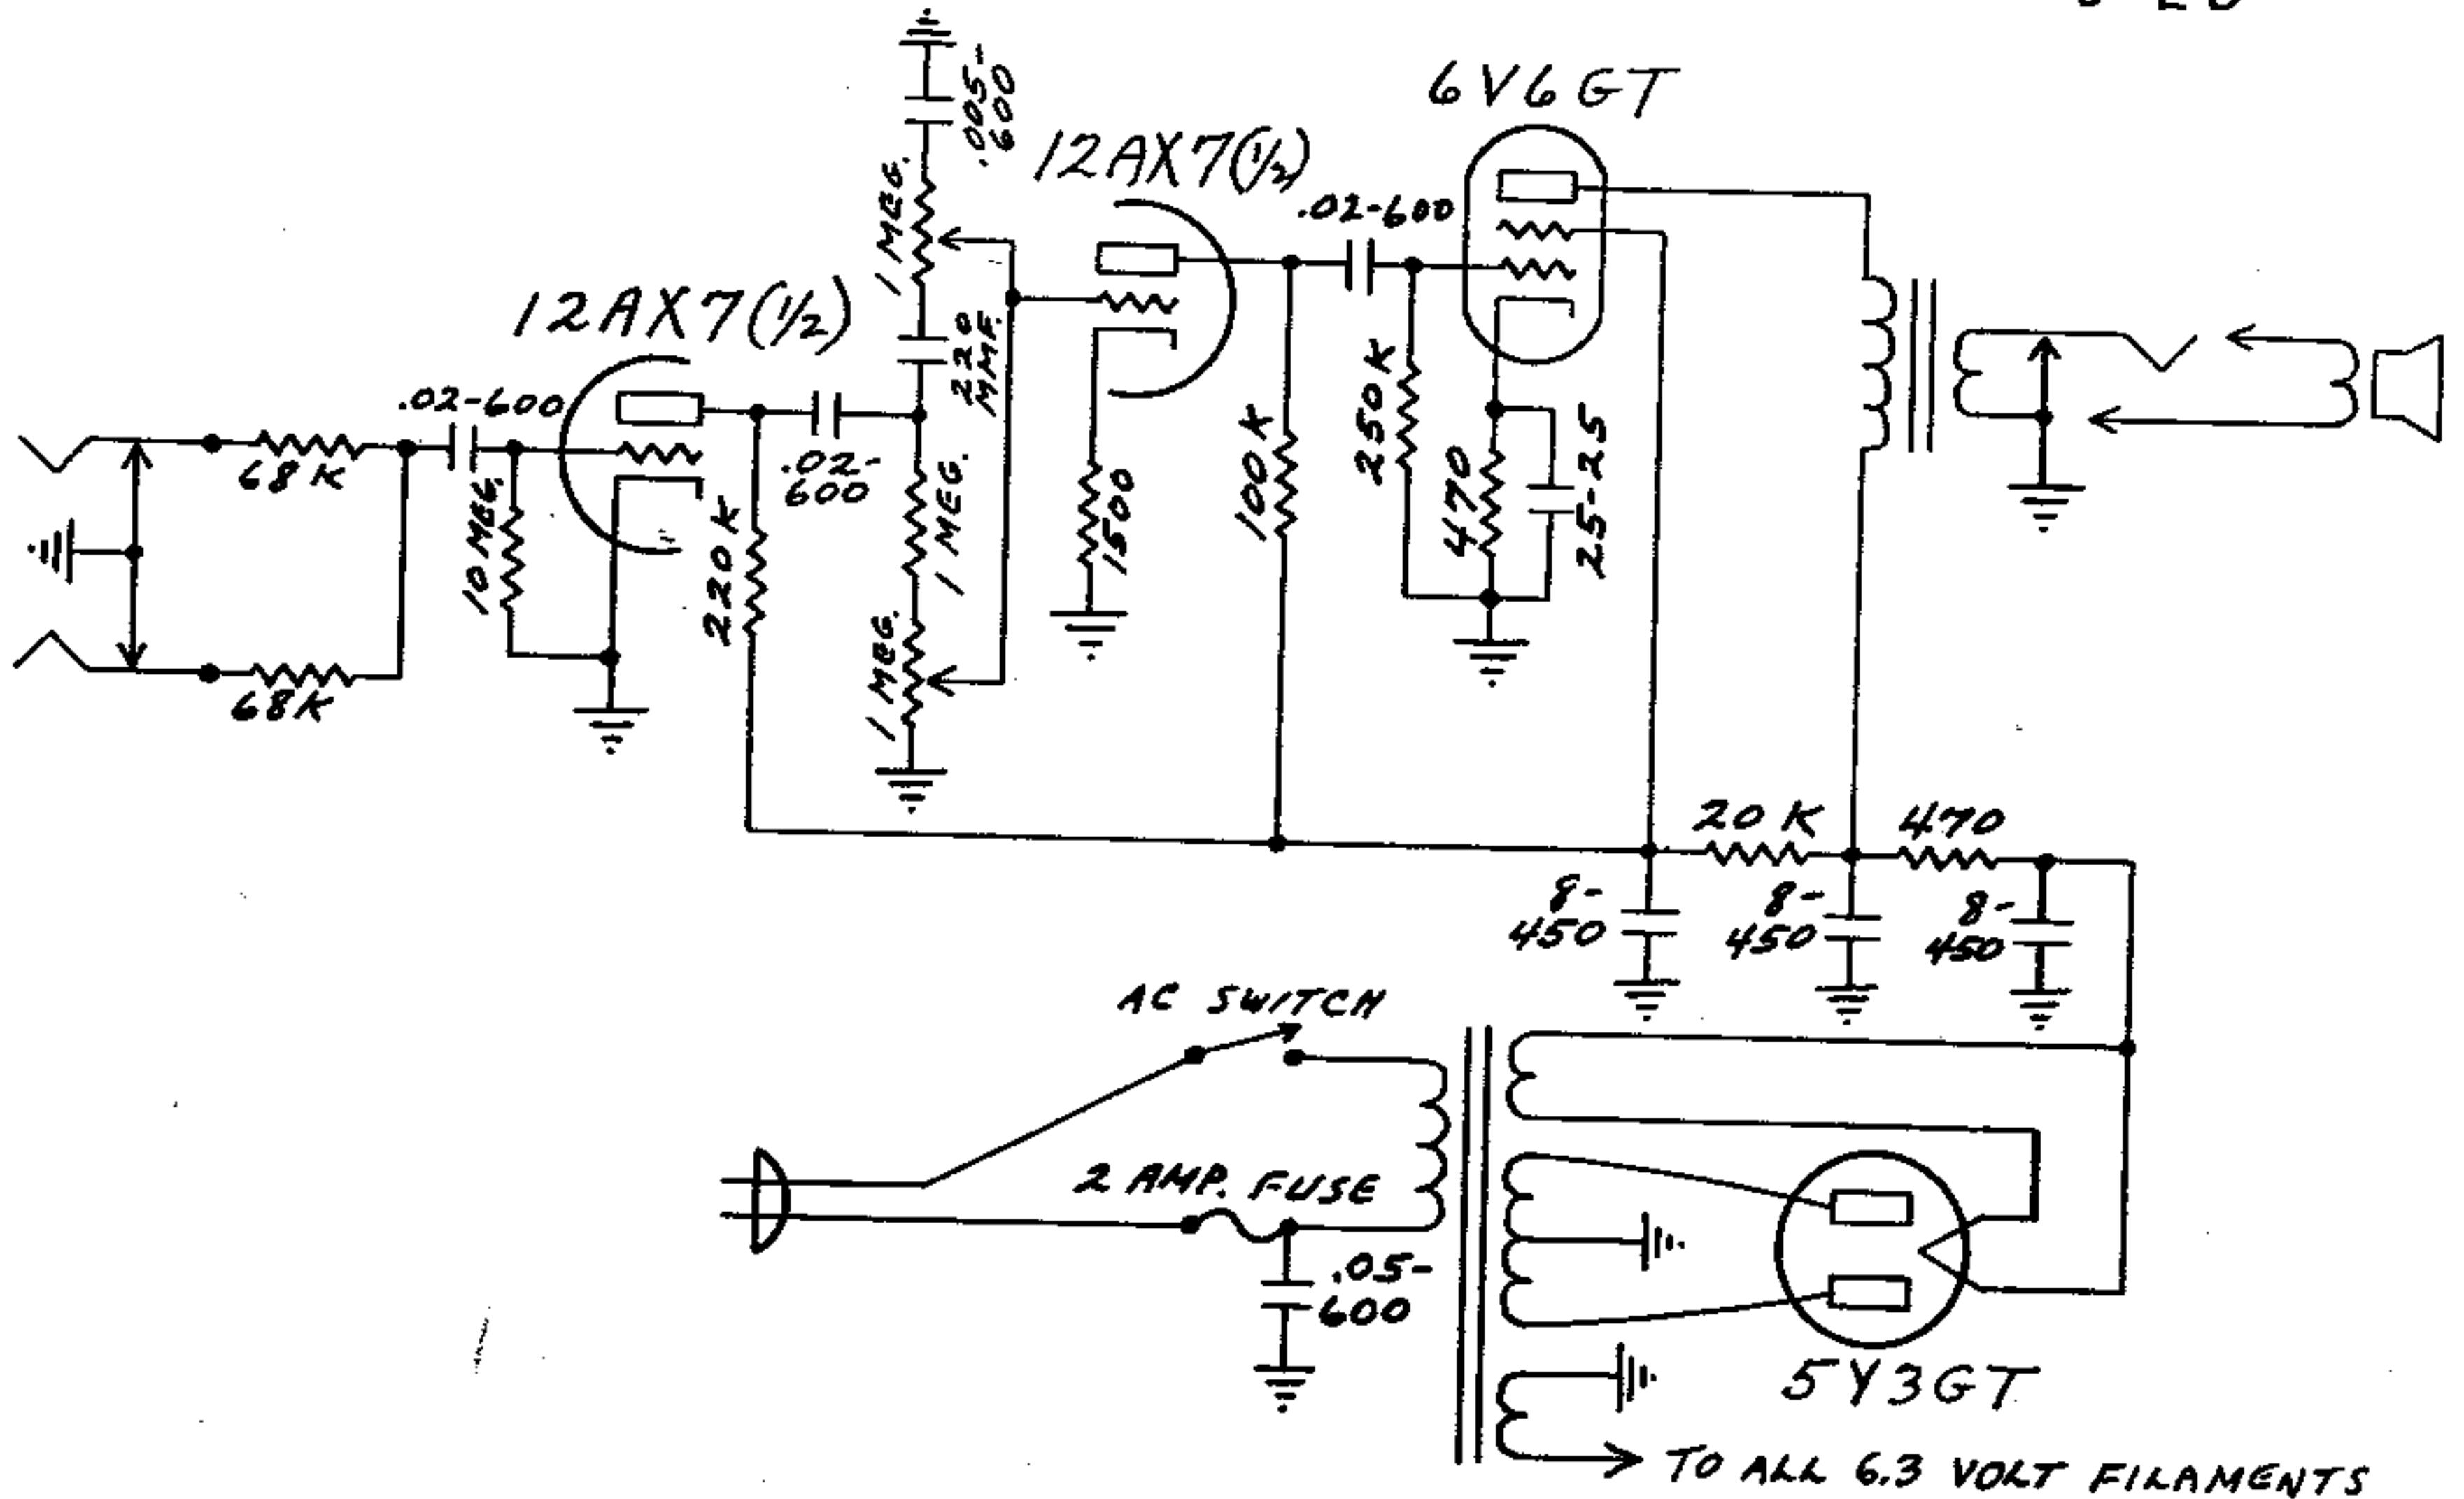 .005-
600
6V6GT
12AX7(1/2)
1 MEG.
.02-600
12AX7(1/2)
220
MMF.
.02-600
68K
10 MEG.
220K
.02-
600
1 MEG.
1500
100K
250K
470
25-25
68K
1 MEG.
20K
470
8-
450
8-
450
8-
450
AC SWITCH
2 AMP. FUSE
.05-
600
5Y3GT
TO ALL 6.3 VOLT FILAMENTS